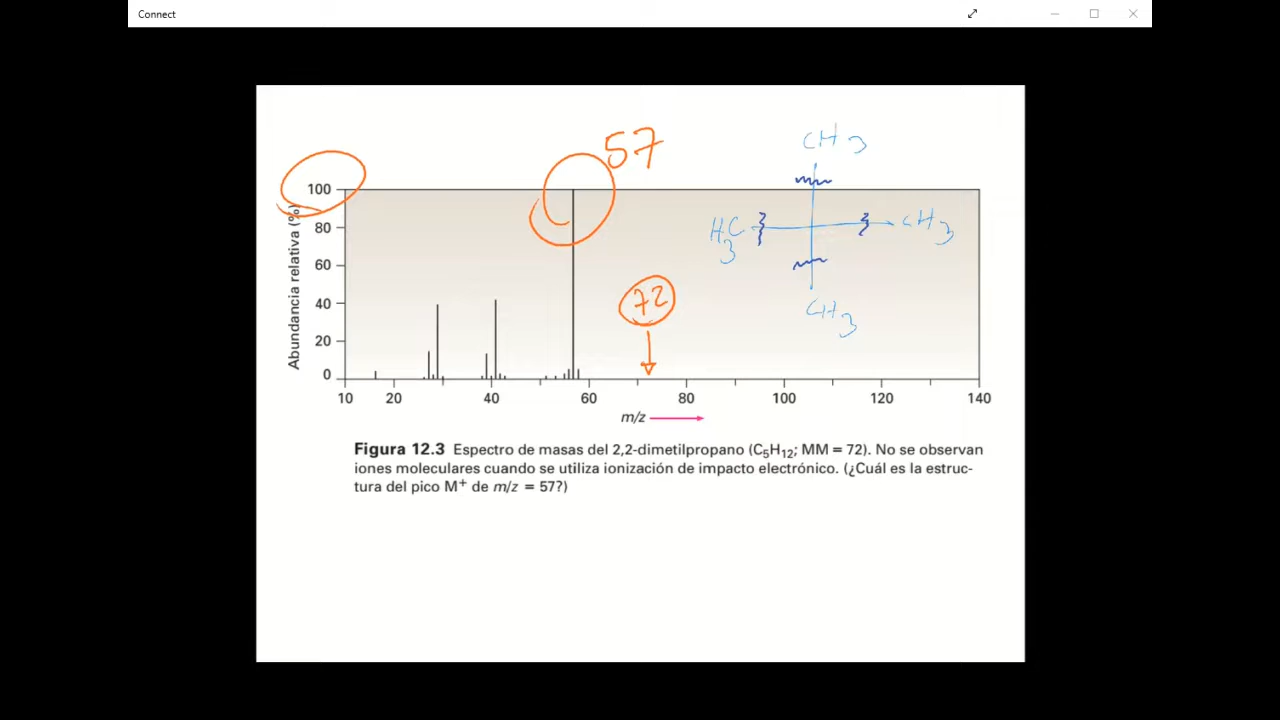 Connect
57
CH3
100
80
H3C
CH3
60
72
40
CH3
20
0
Abundancia relativa (%)
10 20 40 60 80 100 120 140
m/z
Figura 12.3 Espectro de masas del 2,2-dimetilpropano (C5H12; MM = 72). No se observan
iones moleculares cuando se utiliza ionización de impacto electrónico. (¿Cuál es la estruc-
tura del pico M+ de m/z = 57?)